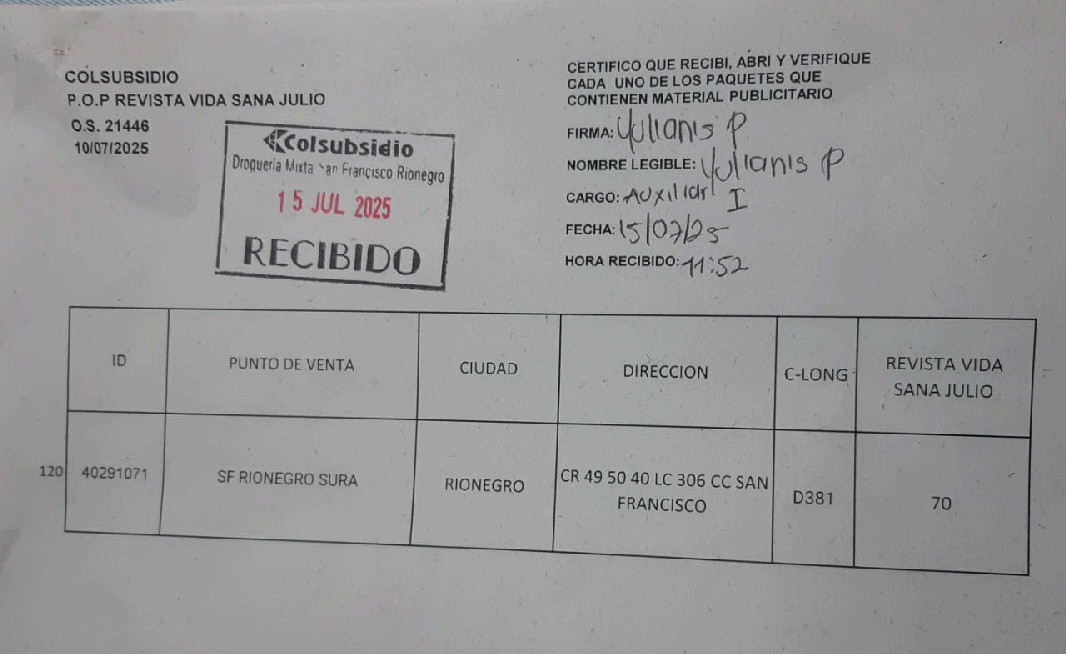 COLSUBSIDIO
P.O.P REVISTA VIDA SANA JULIO
O.S. 21446
10/07/2025
Colsubsidio
Droguería Mixta San Francisco Rionegro
15 JUL 2025
RECIBIDO
CERTIFICO QUE RECIBI, ABRI Y VERIFIQUE
CADA UNO DE LOS PAQUETES QUE
CONTIENEN MATERIAL PUBLICITARIO
FIRMA: Yulianis P
NOMBRE LEGIBLE: Yulianis P
CARGO: Auxiliar I
FECHA: 15/07/25
HORA RECIBIDO: 11:52
ID PUNTO DE VENTA CIUDAD DIRECCION C-LONG REVISTA VIDA
SANA JULIO
120 40291071 SF RIONEGRO SURA RIONEGRO CR 49 50 40 LC 306 CC SAN
FRANCISCO D381 70